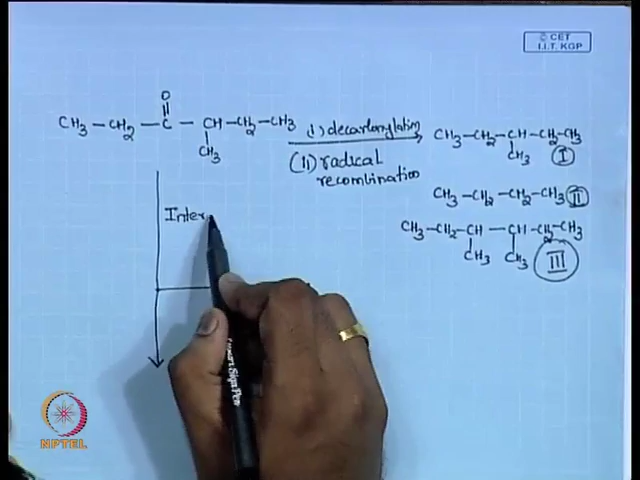 © CET
I.I.T. KGP
O
||
CH3 — CH2 — C — CH — CH2 — CH3
CH3
(i) decarbonylation
(ii) radical
recombination
CH3 — CH2 — CH — CH2 — CH3
CH3
I
CH3 — CH2 — CH2 — CH3 II
CH3 — CH2 — CH — CH — CH2 — CH3
CH3 CH3
III
Inter
NPTEL